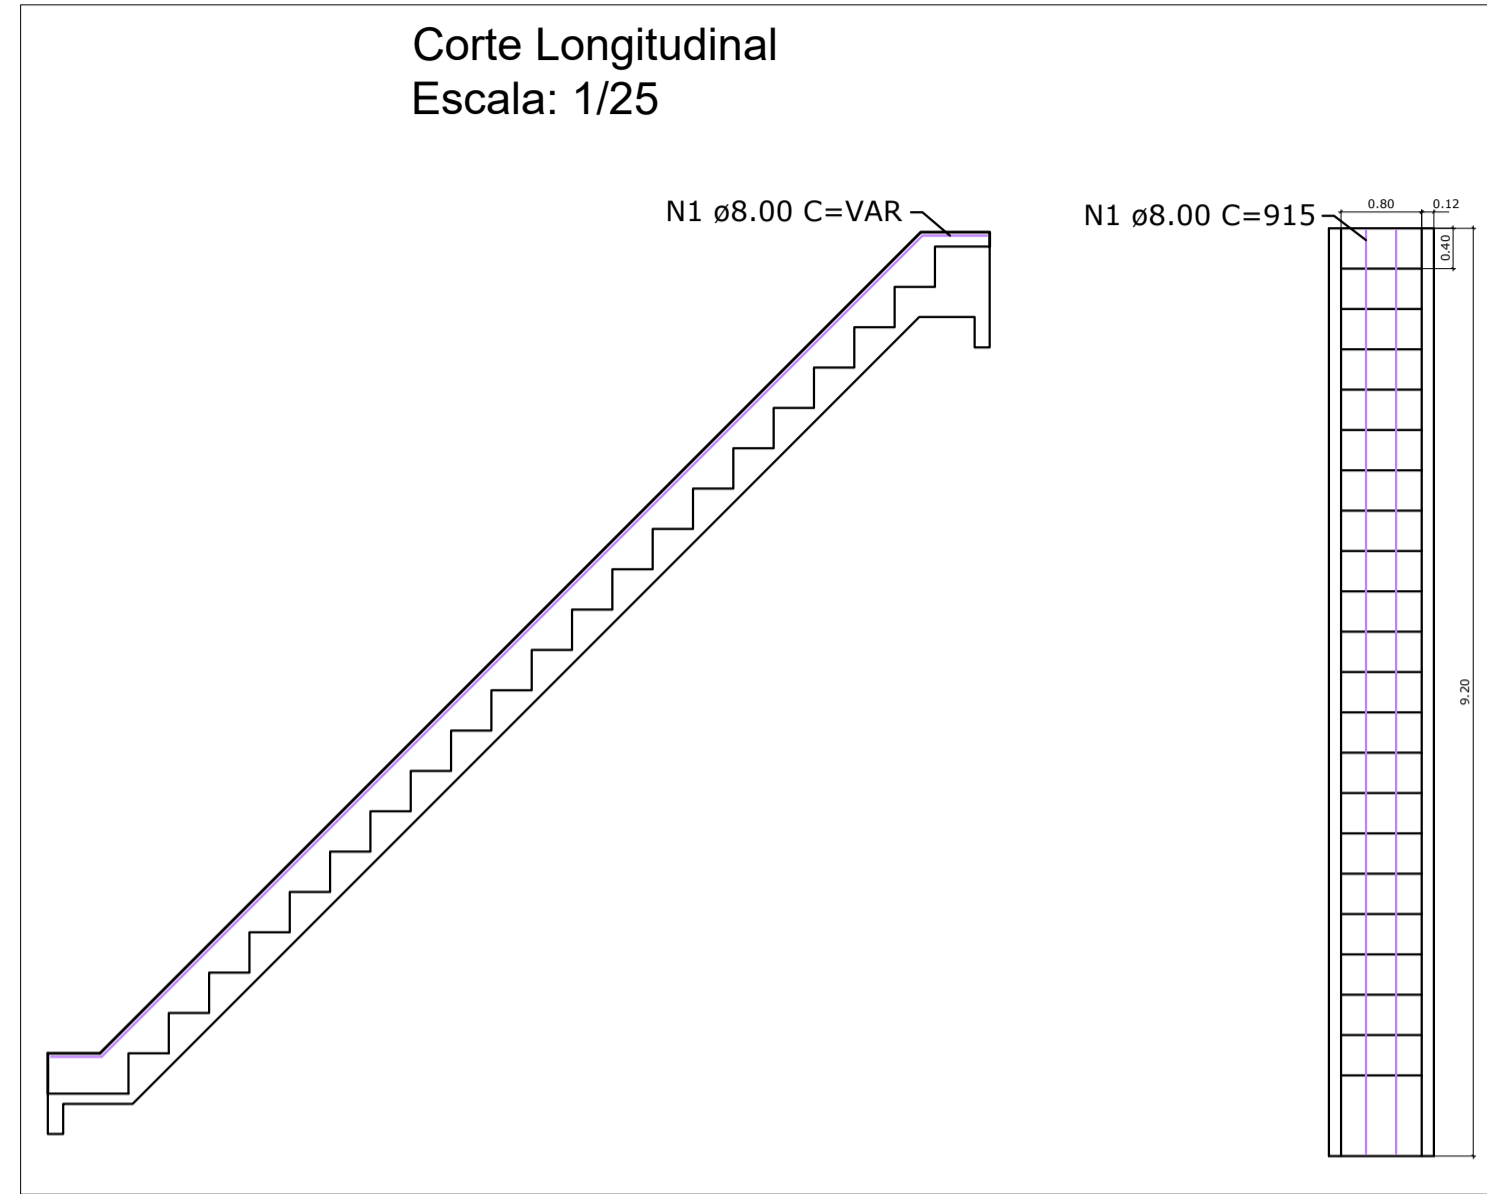 Corte Longitudinal
Escala: 1/25
N1 ø8.00 C=VAR
N1 ø8.00 C=915
0.80
0.12
0.40
9.20